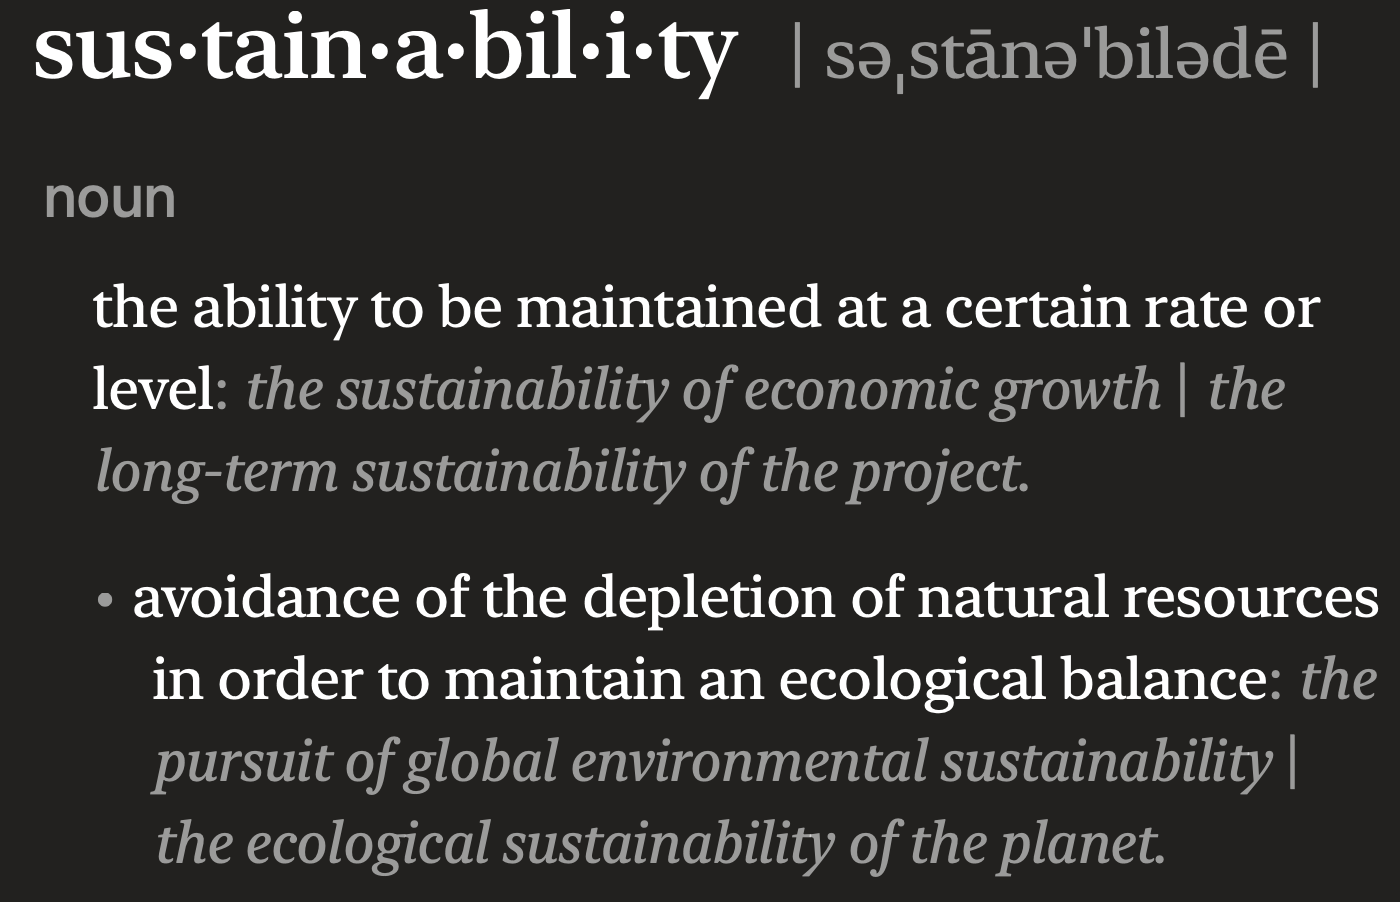 sus·tain·a·bil·i·ty | səˌstānəˈbilədē |
noun
the ability to be maintained at a certain rate or
level: the sustainability of economic growth | the
long-term sustainability of the project.
• avoidance of the depletion of natural resources
in order to maintain an ecological balance: the
pursuit of global environmental sustainability |
the ecological sustainability of the planet.